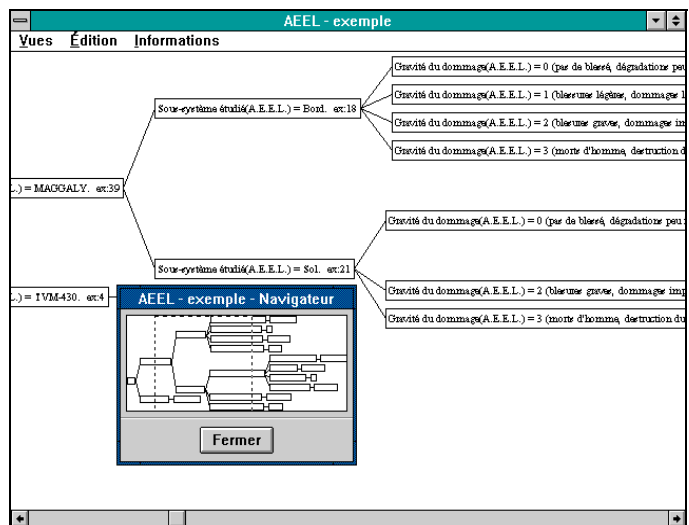 AEEL - exemple
Vues Édition Informations
Gravité du dommage(A.E.E.L.) = 0 (pas de blessé, dégradations peu
Gravité du dommage(A.E.E.L.) = 1 (blessures légères, dommages l
Sous-système étudié(A.E.E.L.) = Bord. ex:18
Gravité du dommage(A.E.E.L.) = 2 (blessures graves, dommages im
Gravité du dommage(A.E.E.L.) = 3 (morts d'homme, destruction d
.) = MAGGALY. ex:39
Gravité du dommage(A.E.E.L.) = 0 (pas de blessé, dégradations peu
Sous-système étudié(A.E.E.L.) = Sol. ex:21
Gravité du dommage(A.E.E.L.) = 2 (blessures graves, dommages imp
.) = TVM-430. ex:4
Gravité du dommage(A.E.E.L.) = 3 (morts d'homme, destruction du
AEEL - exemple - Navigateur
Fermer